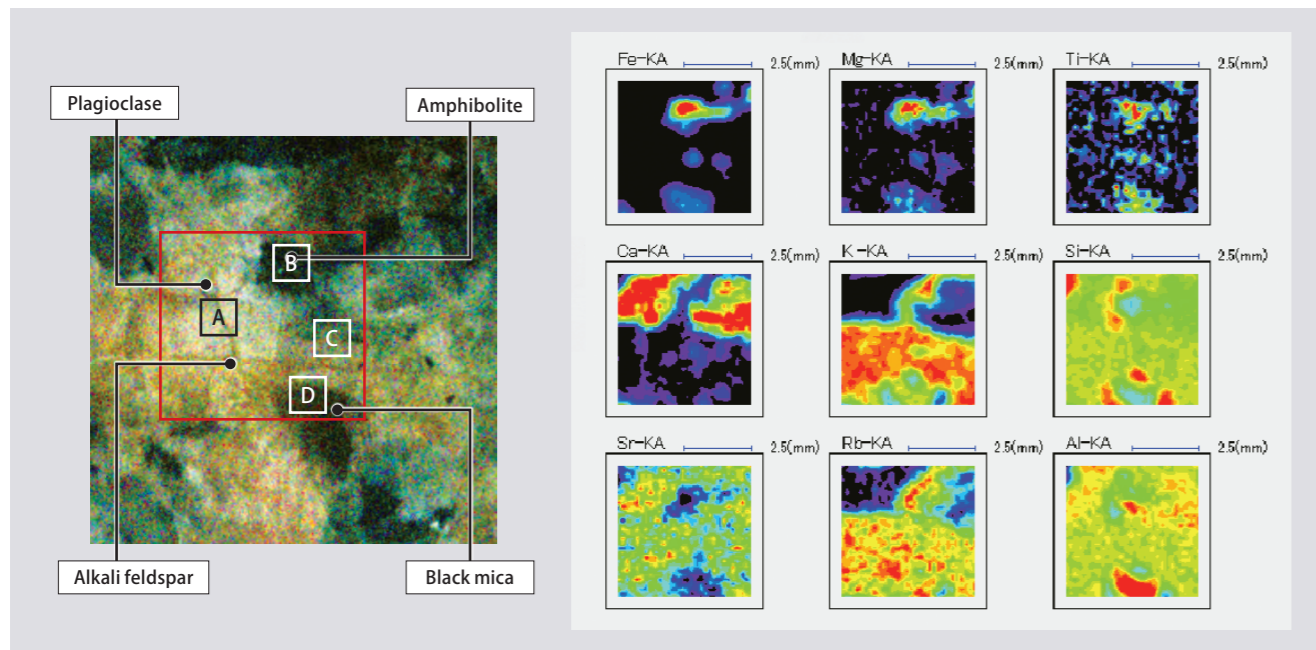 Plagioclase
Amphibolite
B
A
C
D
Alkali feldspar
Black mica
Fe-KA 2.5(mm)
Mg-KA 2.5(mm)
Ti-KA 2.5(mm)
Ca-KA 2.5(mm)
K-KA 2.5(mm)
Si-KA 2.5(mm)
Sr-KA 2.5(mm)
Rb-KA 2.5(mm)
Al-KA 2.5(mm)